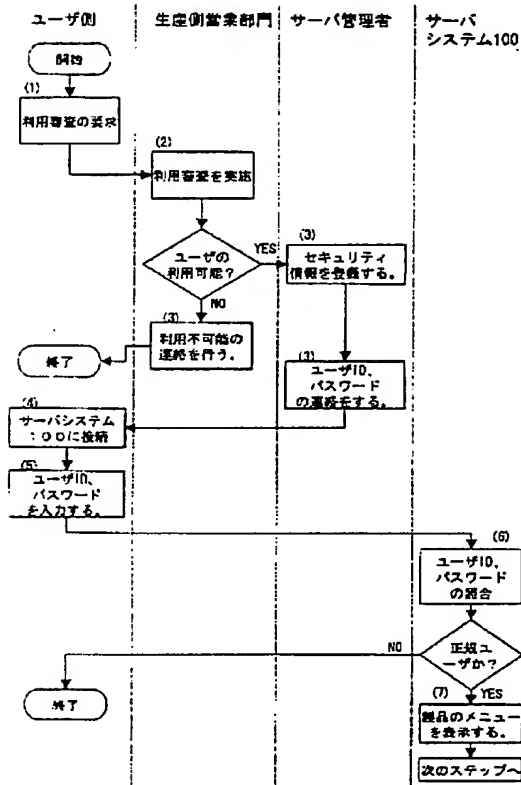 ユーザ側
生産側営業部門
サーバ管理者
サーバ
システム100
開始
(1)
利用審査の要求
(2)
利用審査を実施
ユーザの
利用可能?
YES
(3)
セキュリティ
情報を登録する。
NO
(3)
利用不可能の
連絡を行う。
終了
(3)
ユーザID、
パスワード
の連絡をする。
(4)
サーバシステム
100に接続
(5)
ユーザID、
パスワード
を入力する。
(6)
ユーザID、
パスワード
の照合
正規ユ
ーザか?
NO
終了
(7)
YES
製品のメニュー
を表示する。
次のステップへ